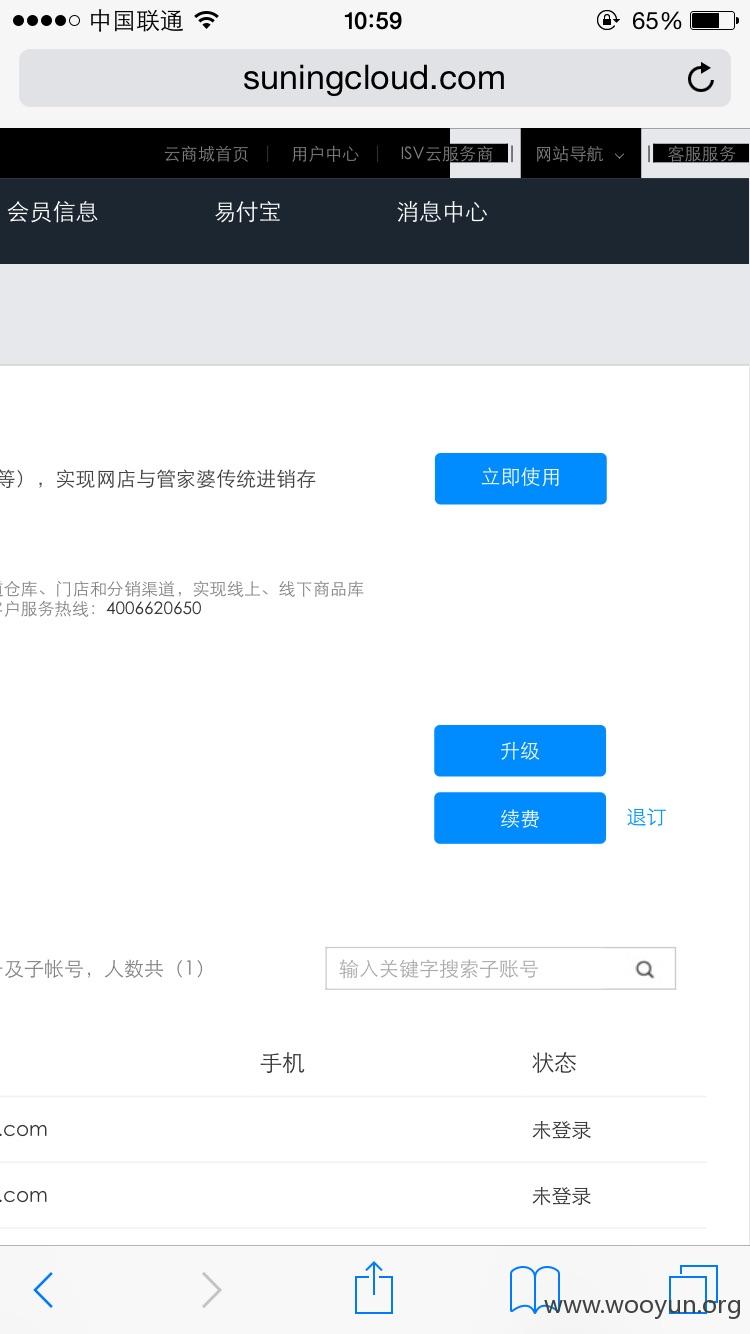 中国联通 10:59 65%
suningcloud.com
云商城首页 | 用户中心 | ISV云服务商 | 网站导航 | 客服服务
会员信息 易付宝 消息中心
等），实现网店与管家婆传统进销存 立即使用
仓库、门店和分销渠道，实现线上、线下商品库
户服务热线：4006620650
升级
续费 退订
及子帐号，人数共（1） 输入关键字搜索子账号
手机 状态
.com 未登录
.com 未登录
www.wooyun.org